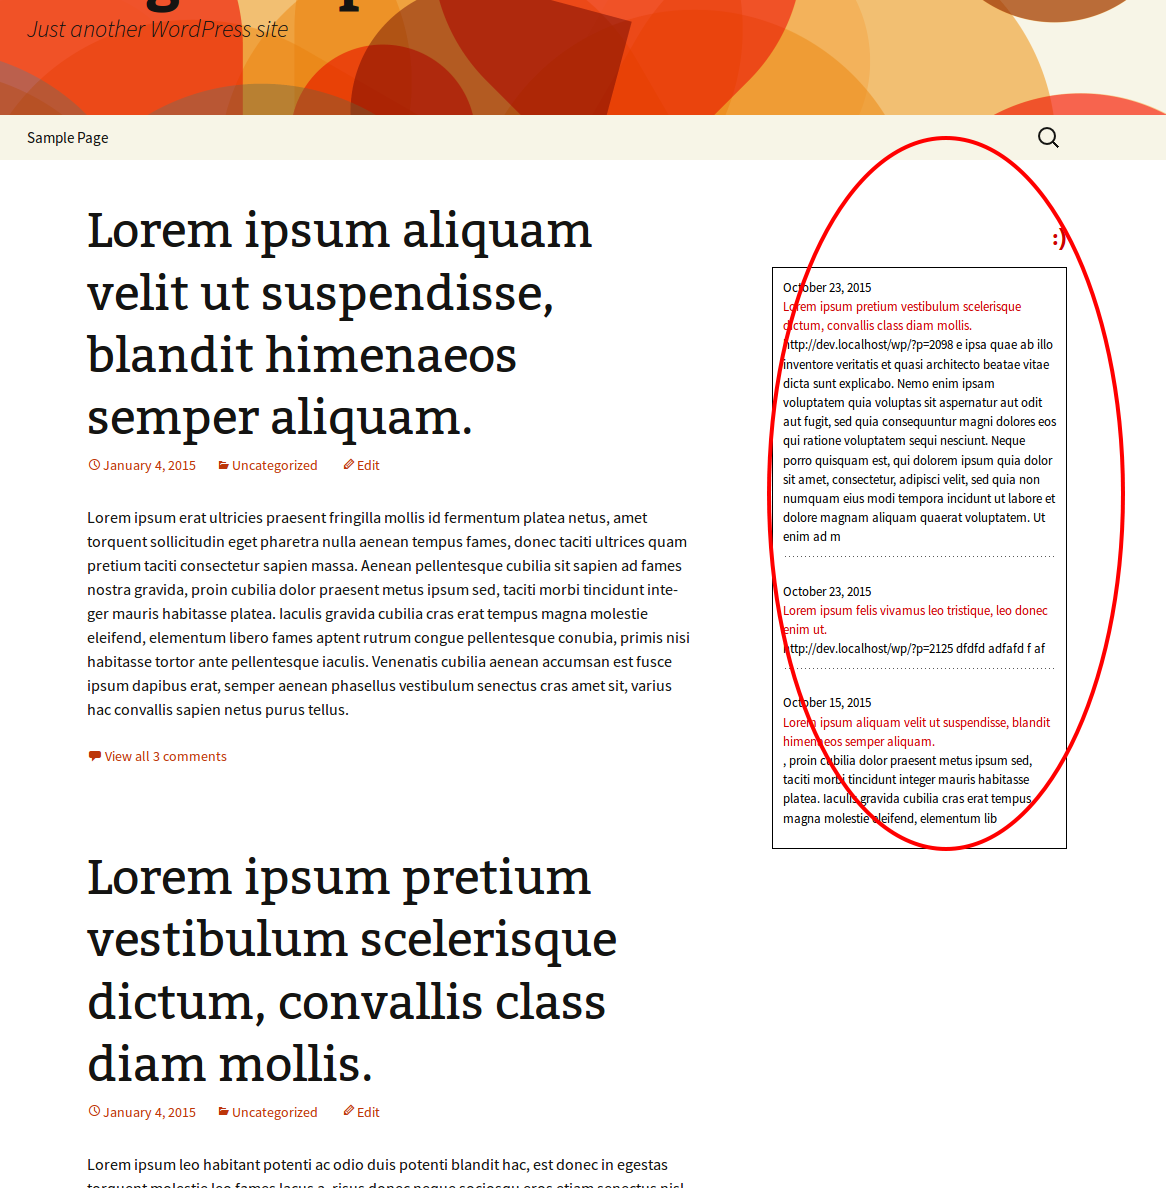 Just another WordPress site
Sample Page
Lorem ipsum aliquam
velit ut suspendisse,
blandit himenaeos
semper aliquam.
January 4, 2015 Uncategorized Edit
Lorem ipsum erat ultricies praesent fringilla mollis id fermentum platea netus, amet
torquent sollicitudin eget pharetra nulla aenean tempus fames, donec taciti ultrices quam
pretium taciti consectetur sapien massa. Aenean pellentesque cubilia sit sapien ad fames
nostra gravida, proin cubilia dolor praesent metus ipsum sed, taciti morbi tincidunt inte-
ger mauris habitasse platea. Iaculis gravida cubilia cras erat tempus magna molestie
eleifend, elementum libero fames aptent rutrum congue pellentesque conubia, primis nisi
habitasse tortor ante pellentesque iaculis. Venenatis cubilia aenean accumsan est fusce
ipsum dapibus erat, semper aenean phasellus vestibulum senectus cras amet sit, varius
hac convallis sapien netus purus tellus.
View all 3 comments
Lorem ipsum pretium
vestibulum scelerisque
dictum, convallis class
diam mollis.
January 4, 2015 Uncategorized Edit
Lorem ipsum leo habitant potenti ac odio duis potenti blandit hac, est donec in egestas
:)
October 23, 2015
Lorem ipsum pretium vestibulum scelerisque
dictum, convallis class diam mollis.
http://dev.localhost/wp/?p=2098 e ipsa quae ab illo
inventore veritatis et quasi architecto beatae vitae
dicta sunt explicabo. Nemo enim ipsam
voluptatem quia voluptas sit aspernatur aut odit
aut fugit, sed quia consequuntur magni dolores eos
qui ratione voluptatem sequi nesciunt. Neque
porro quisquam est, qui dolorem ipsum quia dolor
sit amet, consectetur, adipisci velit, sed quia non
numquam eius modi tempora incidunt ut labore et
dolore magnam aliquam quaerat voluptatem. Ut
enim ad m
October 23, 2015
Lorem ipsum felis vivamus leo tristique, leo donec
enim ut.
http://dev.localhost/wp/?p=2125 dfdfd adfafd f af
October 15, 2015
Lorem ipsum aliquam velit ut suspendisse, blandit
himenaeos semper aliquam.
, proin cubilia dolor praesent metus ipsum sed,
taciti morbi tincidunt integer mauris habitasse
platea. Iaculis gravida cubilia cras erat tempus
magna molestie eleifend, elementum lib